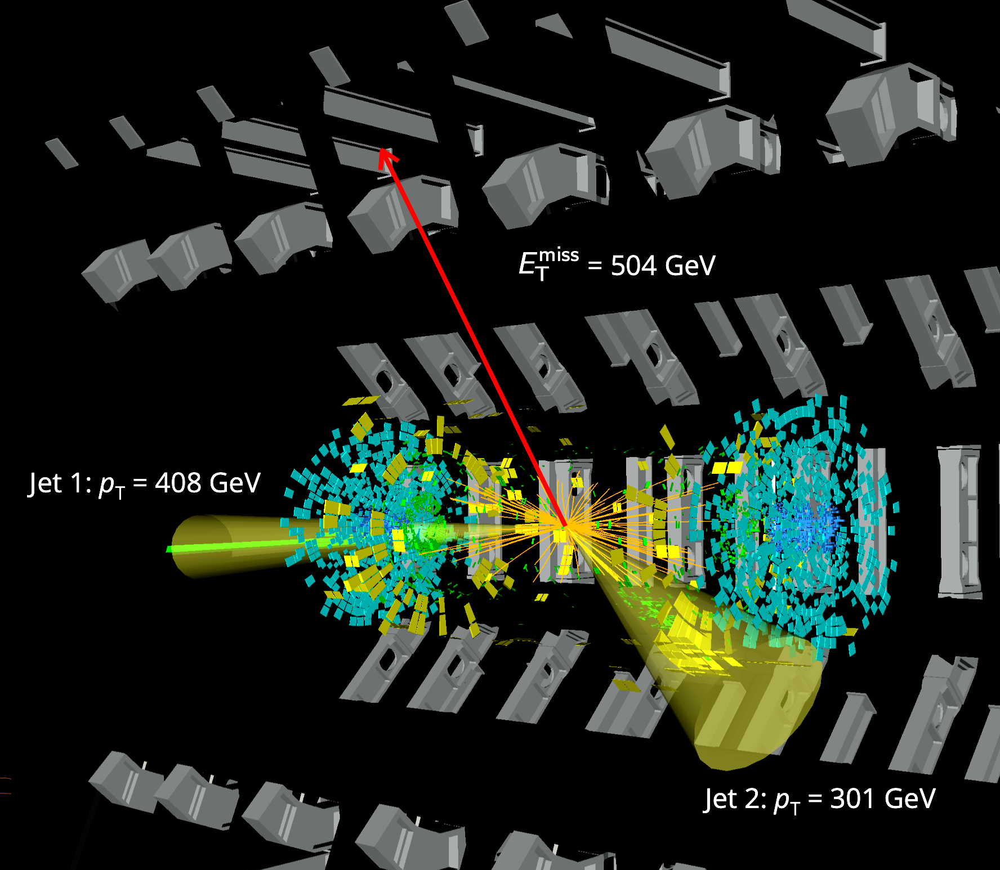 E_T^miss = 504 GeV
Jet 1: p_T = 408 GeV
Jet 2: p_T = 301 GeV